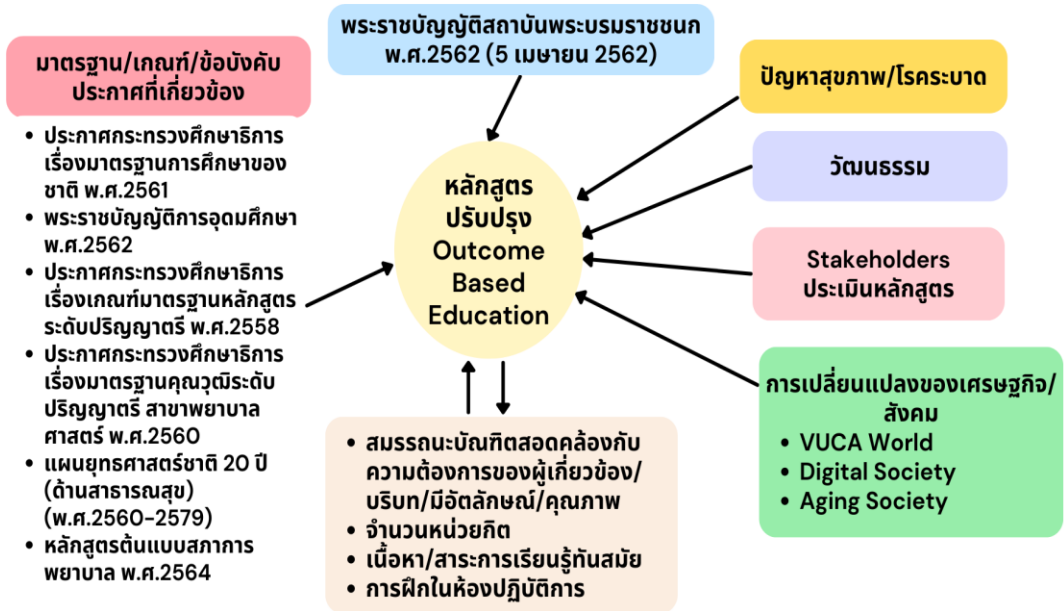 พระราชบัญญัติสถาบันพระบรมราชชนก
พ.ศ.2562 (5 เมษายน 2562)
มาตรฐาน/เกณฑ์/ข้อบังคับ
ประกาศที่เกี่ยวข้อง
• ประกาศกระทรวงศึกษาธิการ
เรื่องมาตรฐานการศึกษาของ
ชาติ พ.ศ.2561
• พระราชบัญญัติการอุดมศึกษา
พ.ศ.2562
• ประกาศกระทรวงศึกษาธิการ
เรื่องเกณฑ์มาตรฐานหลักสูตร
ระดับปริญญาตรี พ.ศ.2558
• ประกาศกระทรวงศึกษาธิการ
เรื่องมาตรฐานคุณวุฒิระดับ
ปริญญาตรี สาขาพยาบาล
ศาสตร์ พ.ศ.2560
• แผนยุทธศาสตร์ชาติ 20 ปี
(ด้านสาธารณสุข)
(พ.ศ.2560-2579)
• หลักสูตรต้นแบบสภาการ
พยาบาล พ.ศ.2564
หลักสูตร
ปรับปรุง
Outcome
Based
Education
ปัญหาสุขภาพ/โรคระบาด
วัฒนธรรม
Stakeholders
ประเมินหลักสูตร
การเปลี่ยนแปลงของเศรษฐกิจ/
สังคม
• VUCA World
• Digital Society
• Aging Society
• สมรรถนะบัณฑิตสอดคล้องกับ
ความต้องการของผู้เกี่ยวข้อง/
บริบท/มีอัตลักษณ์/คุณภาพ
• จำนวนหน่วยกิต
• เนื้อหา/สาระการเรียนรู้ทันสมัย
• การฝึกในห้องปฏิบัติการ